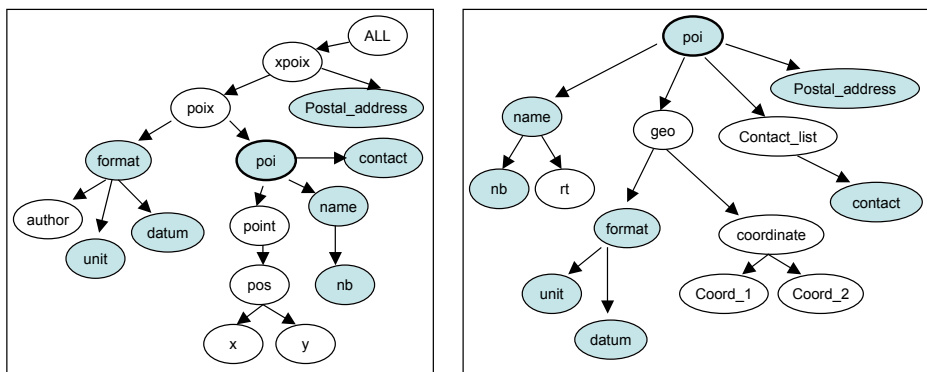 ALL
xpoix
poix
Postal_address
format
poi
contact
author
name
point
datum
unit
pos
nb
x
y
poi
Postal_address
name
geo
Contact_list
nb
rt
contact
format
coordinate
unit
Coord_1
Coord_2
datum